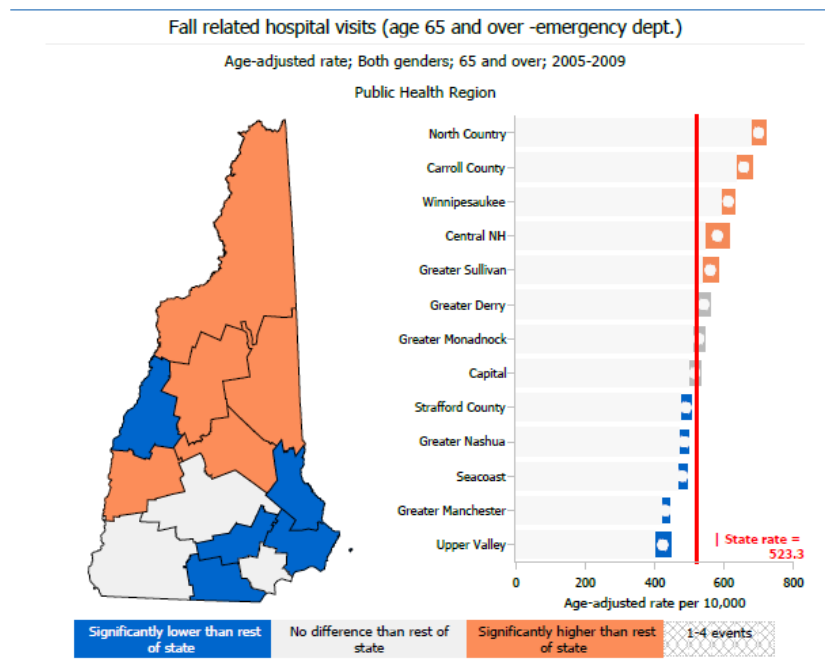 Fall related hospital visits (age 65 and over -emergency dept.)
Age-adjusted rate; Both genders; 65 and over; 2005-2009
Public Health Region
North Country
Carroll County
Winnipesaukee
Central NH
Greater Sullivan
Greater Derry
Greater Monadnock
Capital
Strafford County
Greater Nashua
Seacoast
Greater Manchester
Upper Valley
| State rate =
523.3
0 200 400 600 800
Age-adjusted rate per 10,000
Significantly lower than rest
of state
No difference than rest of
state
Significantly higher than rest
of state
1-4 events